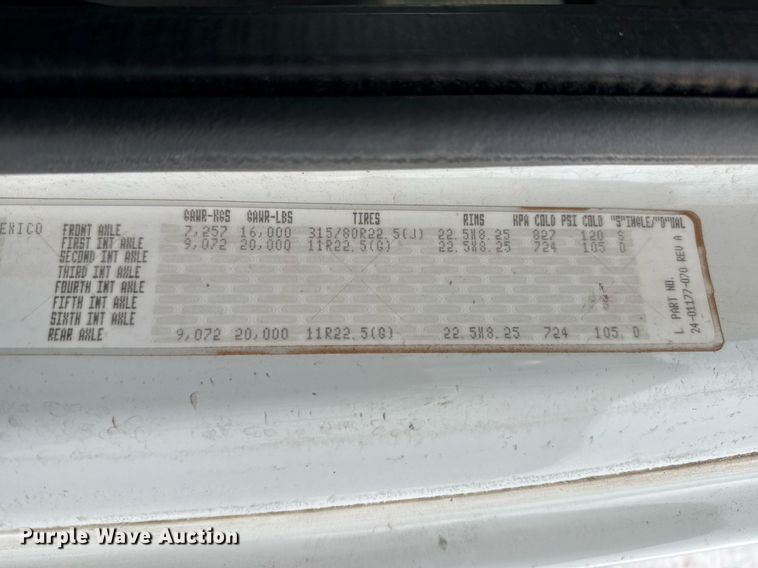 GAWR-KGS GAWR-LBS TIRES RIMS KPA COLD PSI COLD "S"INGLE/"D"UAL
EXICO FRONT AXLE 7,257 16,000 315/80R22.5(J) 22.5X8.25 827 120 S
FIRST INT AXLE 9,072 20,000 11R22.5(G) 22.5X8.25 724 105 D
SECOND INT AXLE
THIRD INT AXLE
FOURTH INT AXLE
FIFTH INT AXLE
SIXTH INT AXLE
REAR AXLE 9,072 20,000 11R22.5(G) 22.5X8.25 724 105 D
L PART NO.
24-01177-070 REV A
Purple Wave Auction